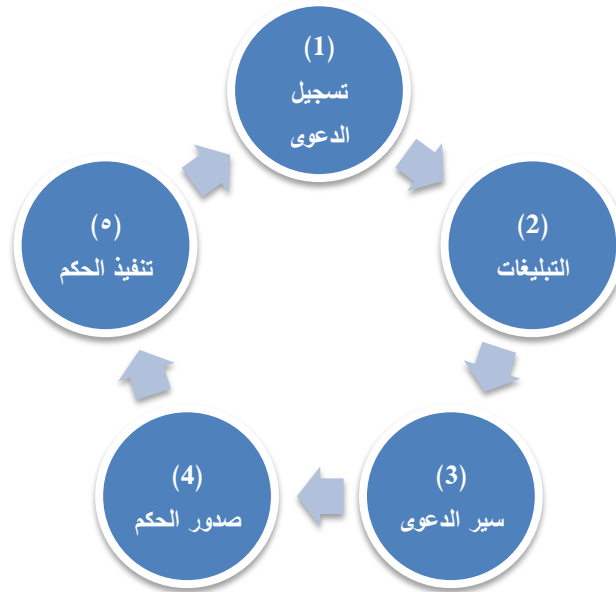 (1)
تسجيل
الدعوى
(2)
التبليغات
(3)
سير الدعوى
(4)
صدور الحكم
(٥)
تنفيذ الحكم